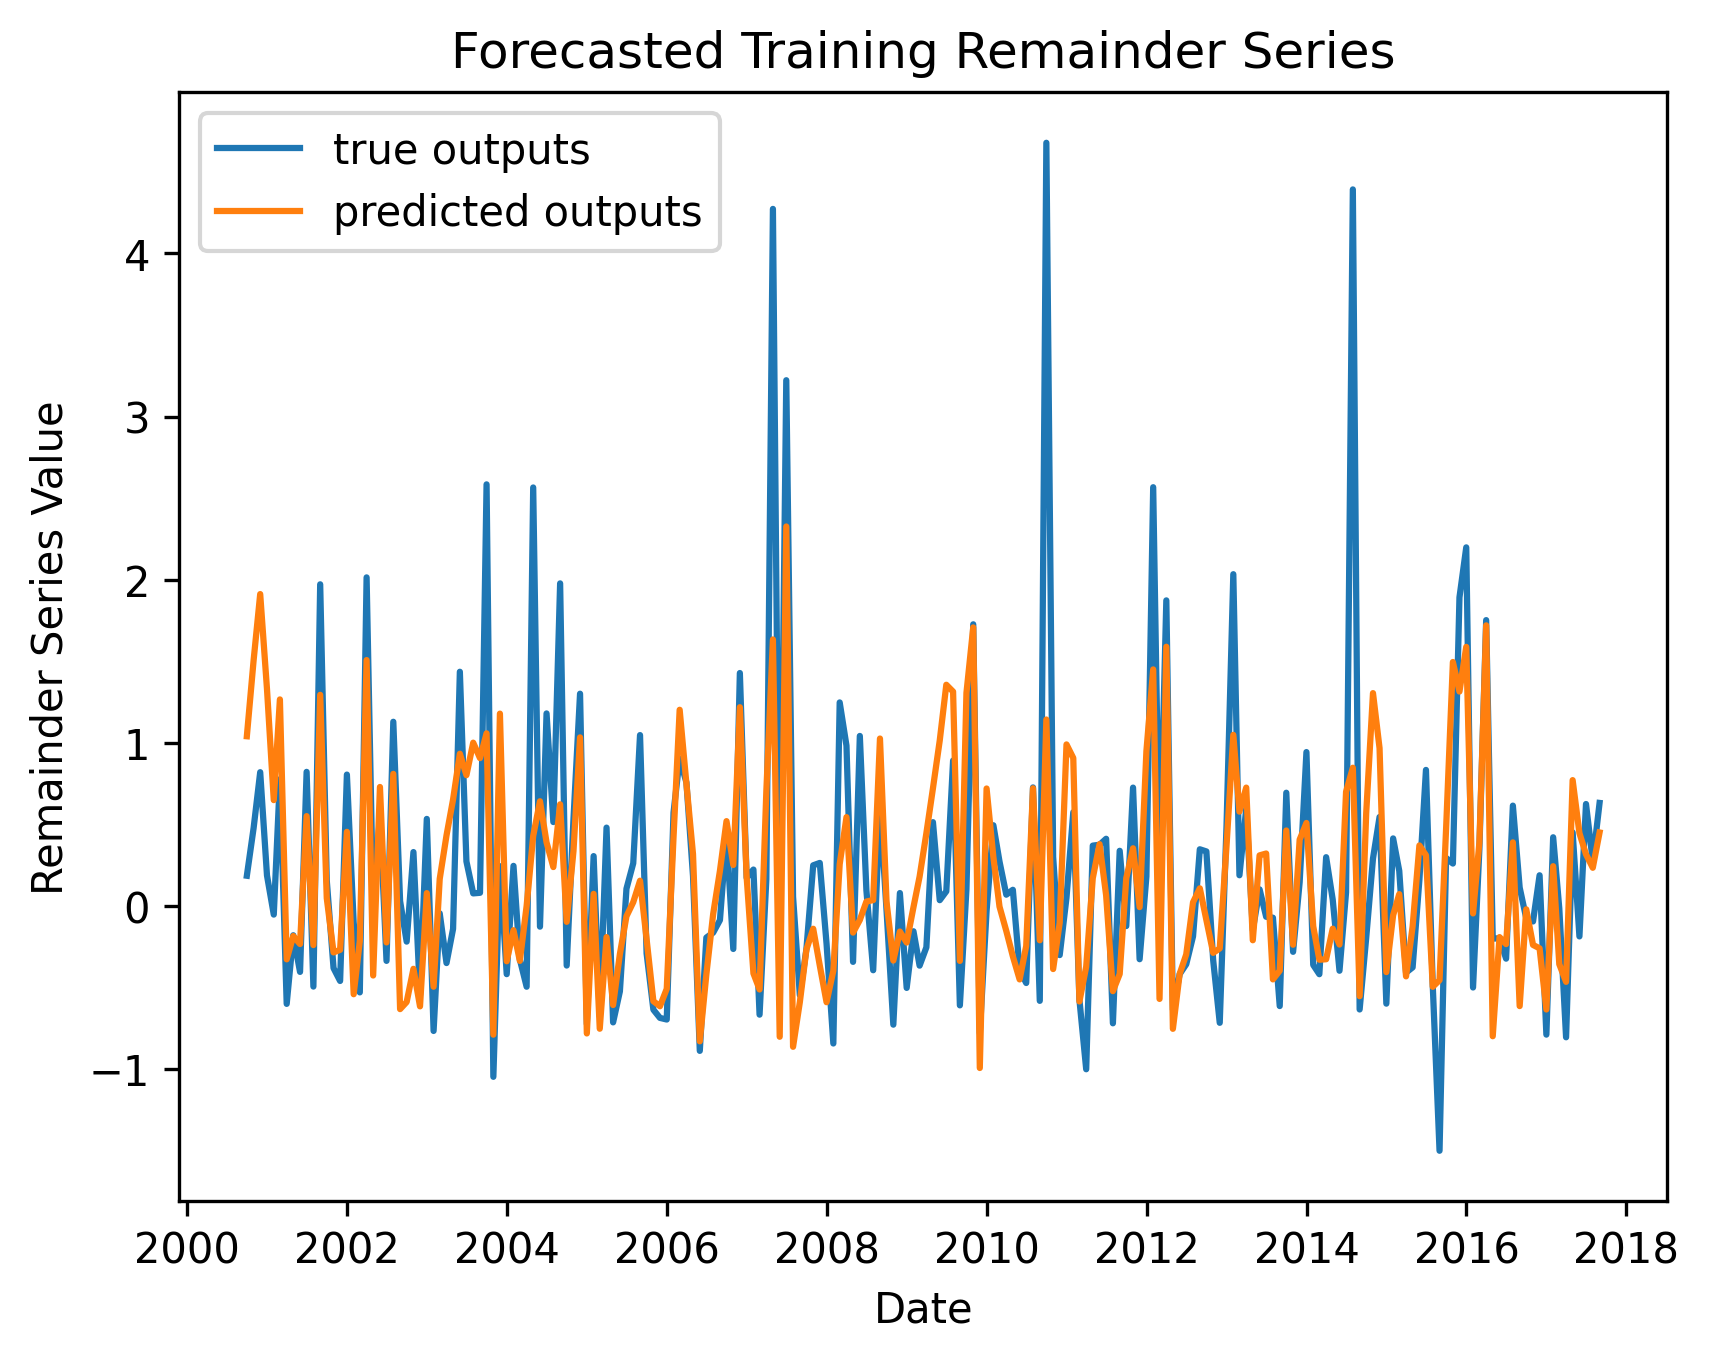 Forecasted Training Remainder Series
true outputs
predicted outputs
Remainder Series Value
4
3
2
1
0
−1
2000 2002 2004 2006 2008 2010 2012 2014 2016 2018
Date